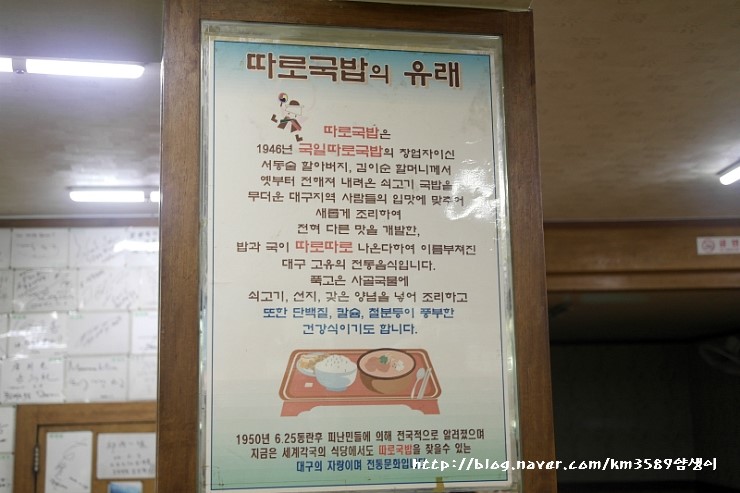 따로국밥의 유래
따로국밥은
1946년 국일따로국밥의 창업자이신
서동술 할아버지, 김이순 할머니께서
옛부터 전해져 내려온 쇠고기 국밥을
무더운 대구지역 사람들의 입맛에 맞추어
새롭게 조리하여
전혀 다른 맛을 개발한,
밥과 국이 따로따로 나온다하여 이름부쳐진
대구 고유의 전통음식입니다.
푹고은 사골국물에
쇠고기, 선지, 갖은 양념을 넣어 조리하고
또한 단백질, 칼슘, 철분등이 풍부한
건강식이기도 합니다.
1950년 6.25동란후 피난민들에 의해 전국적으로 알려졌으며
지금은 세계각국의 식당에서도 따로국밥을 찾을수 있는
대구의 자랑이며 전통문화입니다
http://blog.naver.com/km3589얌생이